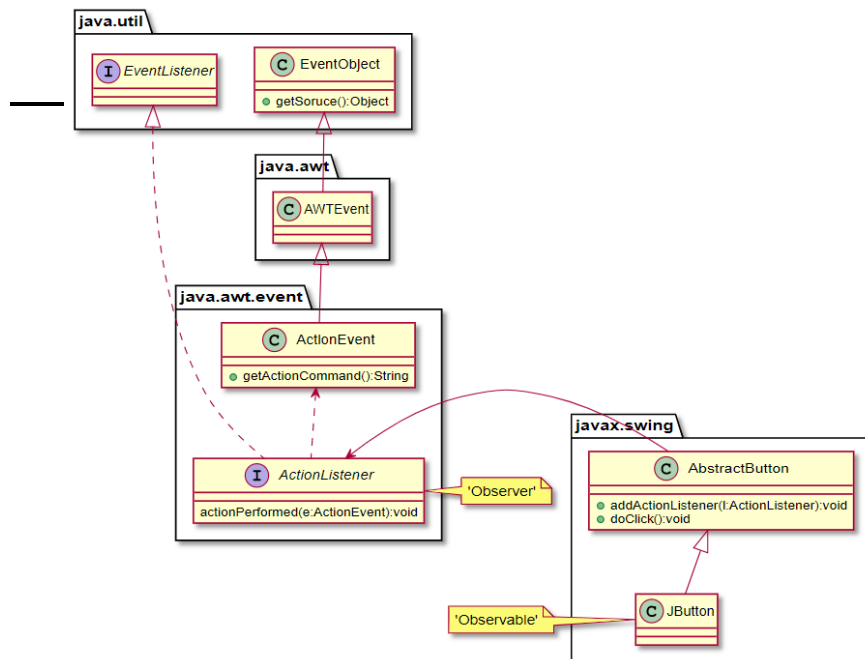 java.util
I EventListener
C EventObject
getSoruce():Object
java.awt
C AWTEvent
java.awt.event
C ActIonEvent
getActionCommand():String
I ActionListener
actionPerformed(e:ActionEvent):void
'Observer'
javax.swing
C AbstractButton
addActionListener(l:ActionListener):void
doClick():void
'Observable'
C JButton